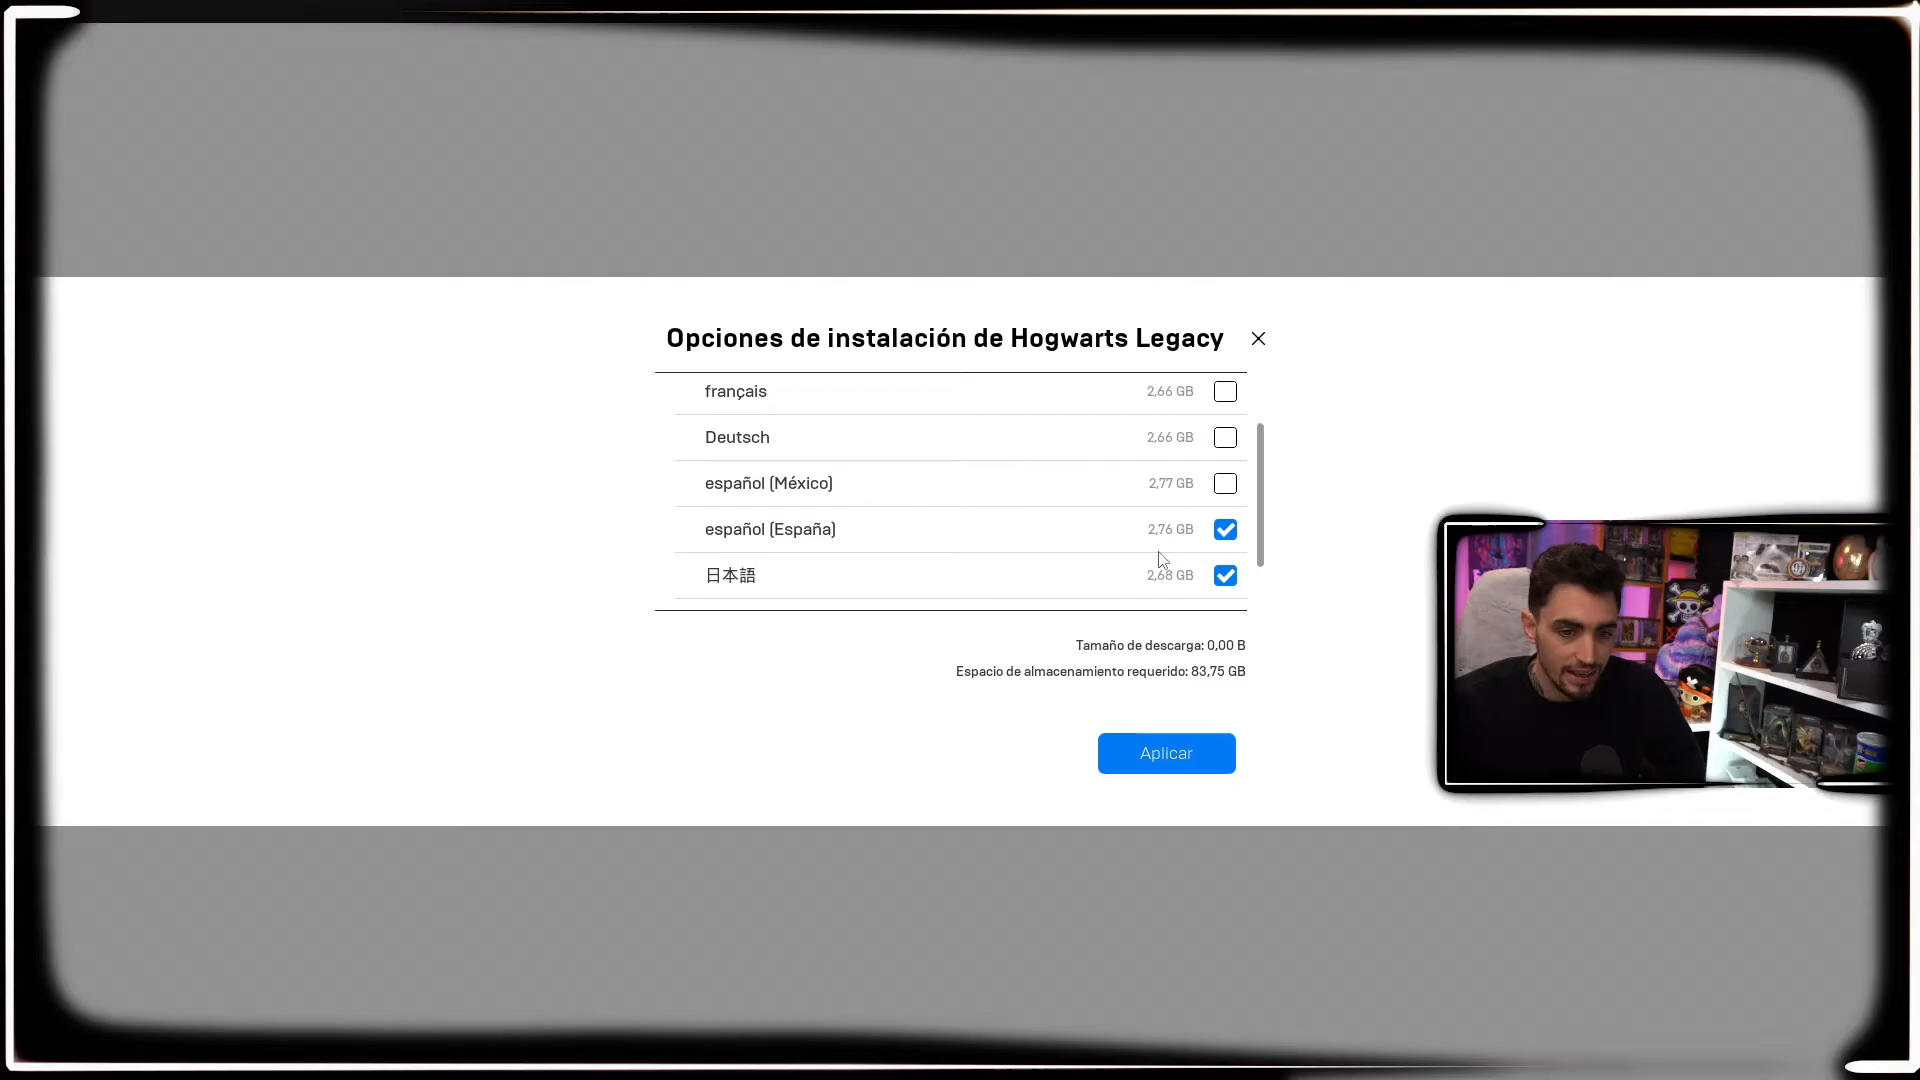 Opciones de instalación de Hogwarts Legacy
français 2,66 GB
Deutsch 2,66 GB
español (México) 2,77 GB
español (España) 2,76 GB
日本語 2,68 GB
Tamaño de descarga: 0,00 B
Espacio de almacenamiento requerido: 83,75 GB
Aplicar